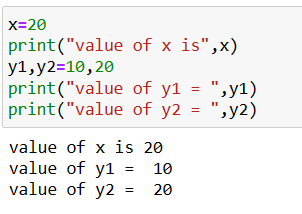 x=20
print("value of x is",x)
y1,y2=10,20
print("value of y1 = ",y1)
print("value of y2 = ",y2)
value of x is 20
value of y1 =  10
value of y2 =  20